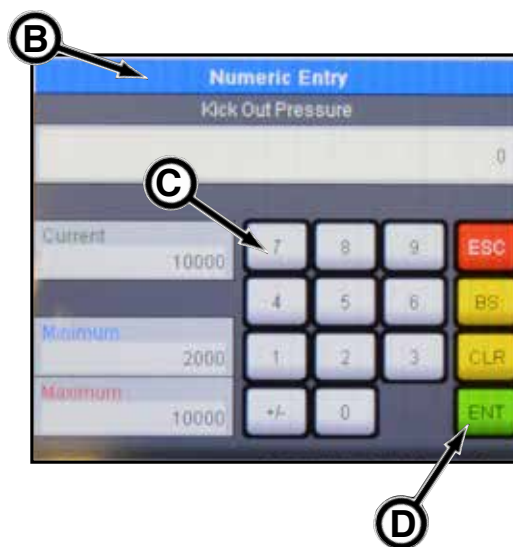 B
Numeric Entry
Kick Out Pressure
0
C
Current
10000
7 8 9 ESC
4 5 6 BS
Minimum
2000
1 2 3 CLR
Maximum
10000
+/- 0 ENT
D